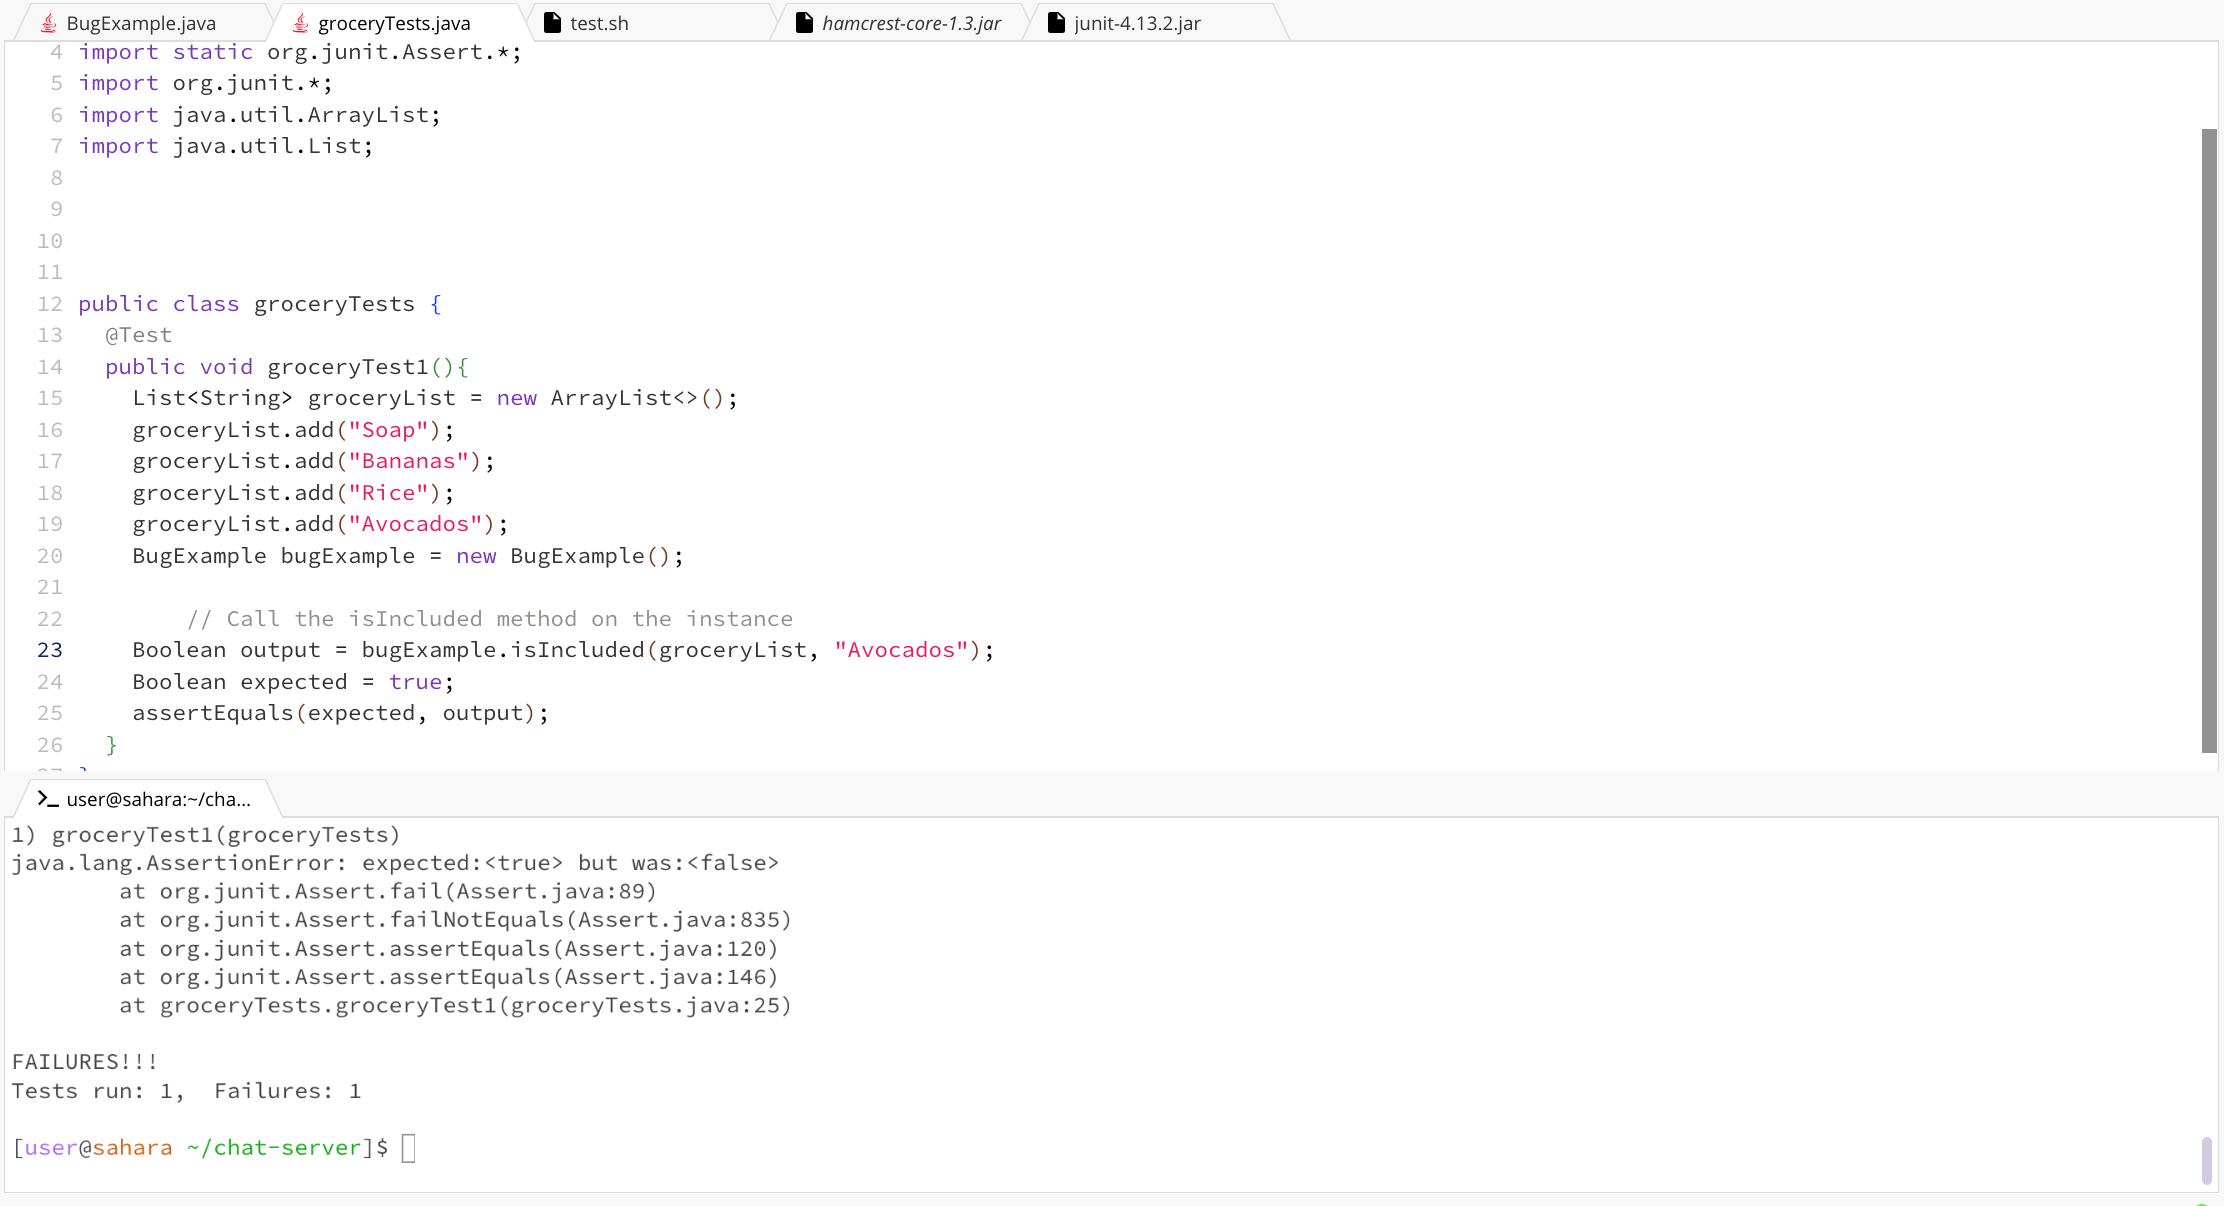 BugExample.java groceryTests.java test.sh hamcrest-core-1.3.jar junit-4.13.2.jar
4 import static org.junit.Assert.*;
5 import org.junit.*;
6 import java.util.ArrayList;
7 import java.util.List;
8
9
10
11
12 public class groceryTests {
13 @Test
14 public void groceryTest1(){
15 List<String> groceryList = new ArrayList<>();
16 groceryList.add("Soap");
17 groceryList.add("Bananas");
18 groceryList.add("Rice");
19 groceryList.add("Avocados");
20 BugExample bugExample = new BugExample();
21
22 // Call the isIncluded method on the instance
23 Boolean output = bugExample.isIncluded(groceryList, "Avocados");
24 Boolean expected = true;
25 assertEquals(expected, output);
26 }
user@sahara:~/cha...
1) groceryTest1(groceryTests)
java.lang.AssertionError: expected:<true> but was:<false>
at org.junit.Assert.fail(Assert.java:89)
at org.junit.Assert.failNotEquals(Assert.java:835)
at org.junit.Assert.assertEquals(Assert.java:120)
at org.junit.Assert.assertEquals(Assert.java:146)
at groceryTests.groceryTest1(groceryTests.java:25)
FAILURES!!!
Tests run: 1,  Failures: 1
[user@sahara ~/chat-server]$